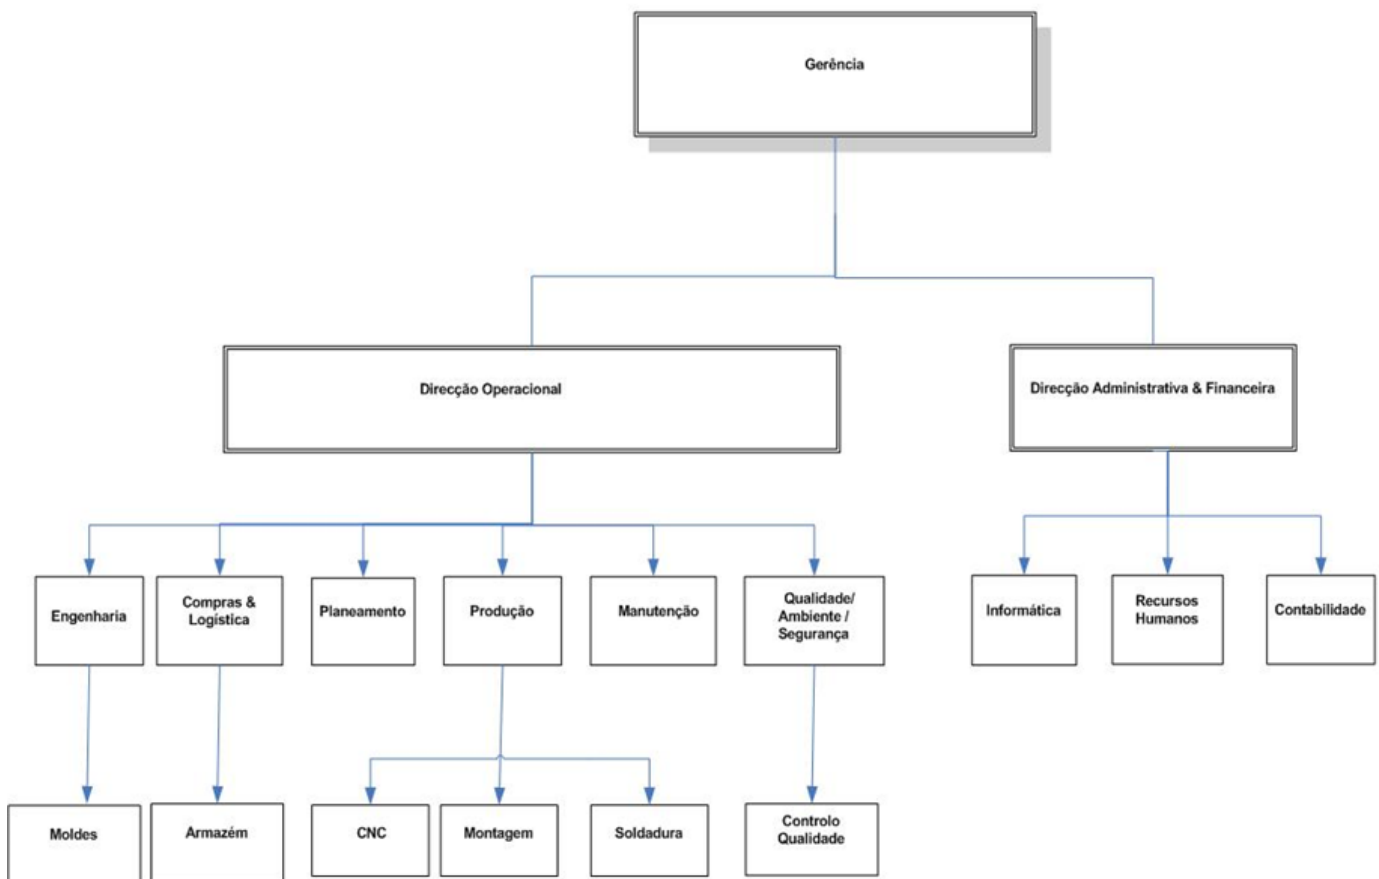 Gerência
Direcção Operacional
Direcção Administrativa & Financeira
Engenharia
Compras &
Logística
Planeamento
Produção
Manutenção
Qualidade/
Ambiente /
Segurança
Informática
Recursos
Humanos
Contabilidade
Moldes
Armazém
CNC
Montagem
Soldadura
Controlo
Qualidade